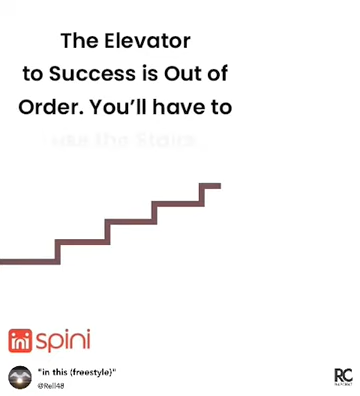 The Elevator
to Success is Out of
Order. You’ll have to
use the Stairs
ini spini
"in this (freestyle)"
@Rell48
RC